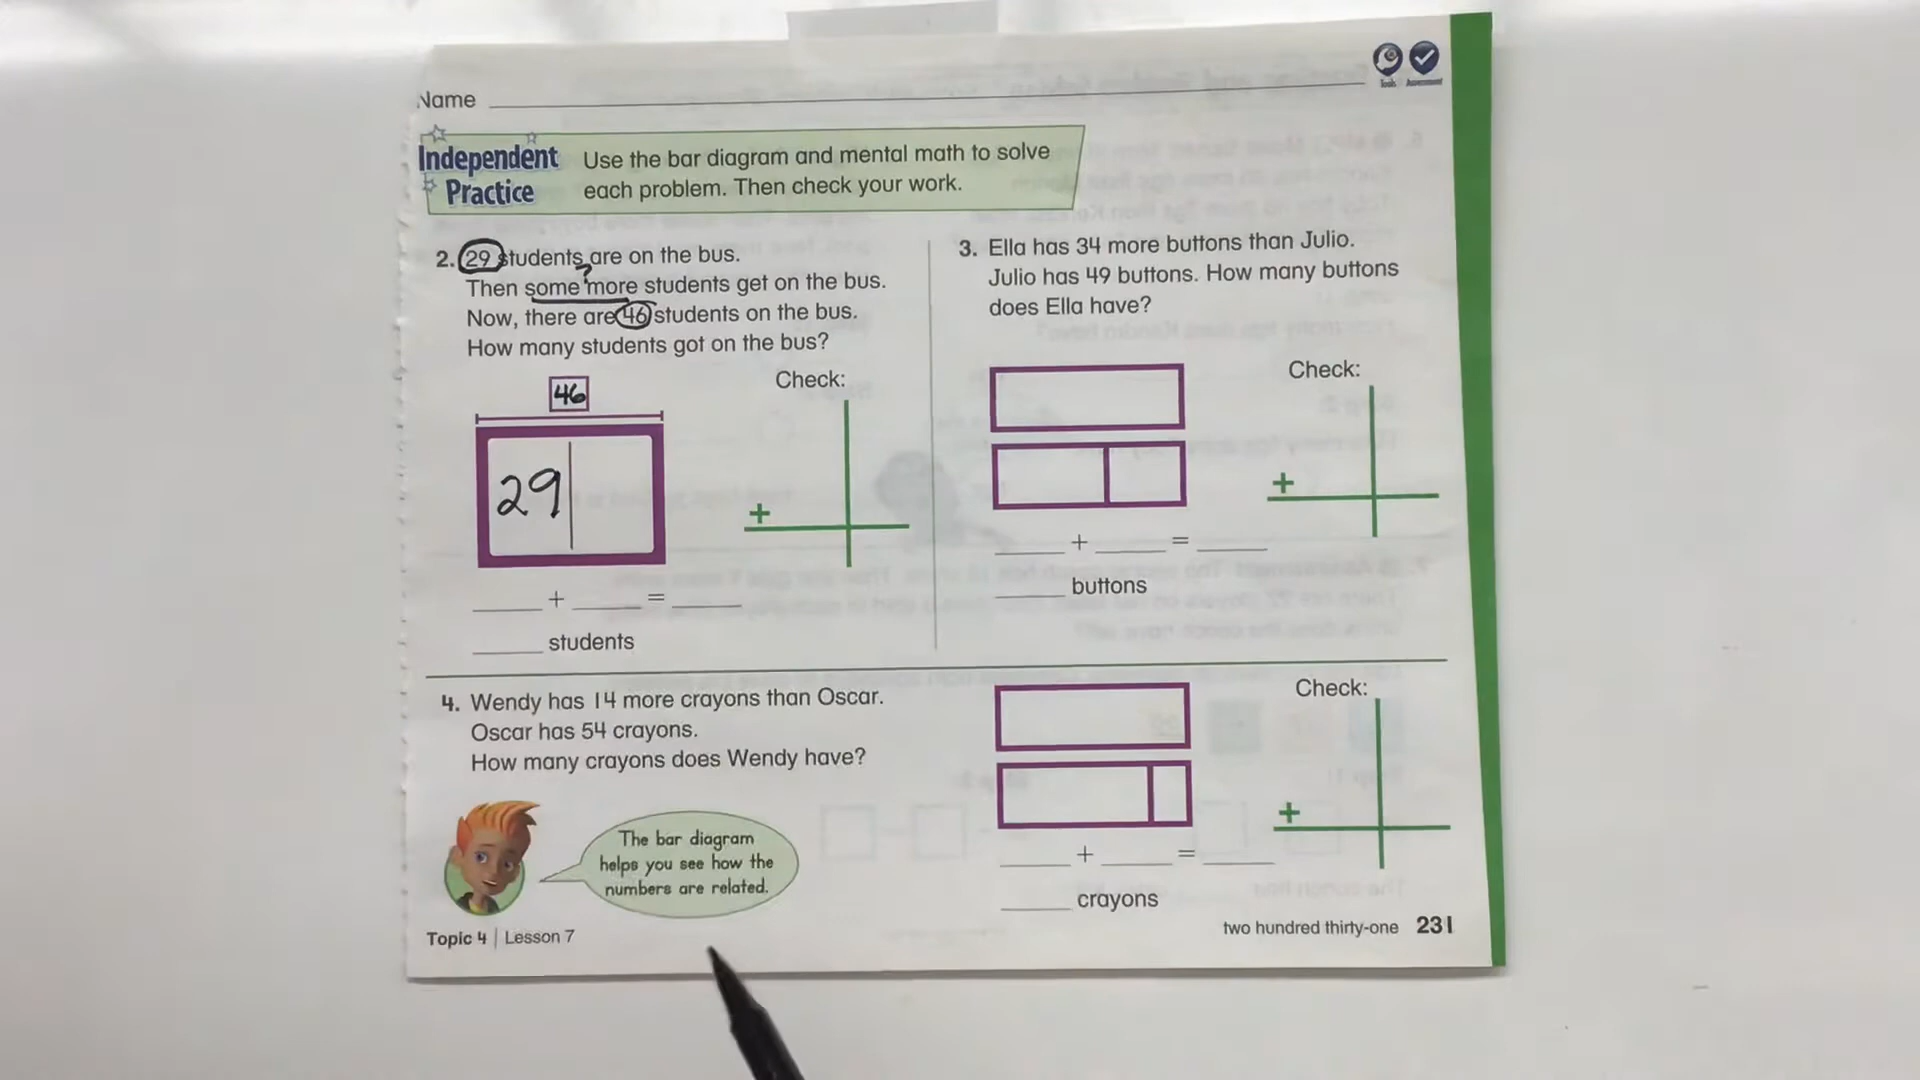 Name
Tools Assessment
Independent Practice
Use the bar diagram and mental math to solve
each problem. Then check your work.
2. 29 students are on the bus.
?
Then some more students get on the bus.
Now, there are 46 students on the bus.
How many students got on the bus?
46
29
Check:
+
+ =
students
3. Ella has 34 more buttons than Julio.
Julio has 49 buttons. How many buttons
does Ella have?
Check:
+
+ =
buttons
4. Wendy has 14 more crayons than Oscar.
Oscar has 54 crayons.
How many crayons does Wendy have?
The bar diagram
helps you see how the
numbers are related.
Check:
+
+ =
crayons
Topic 4 | Lesson 7
two hundred thirty-one 231